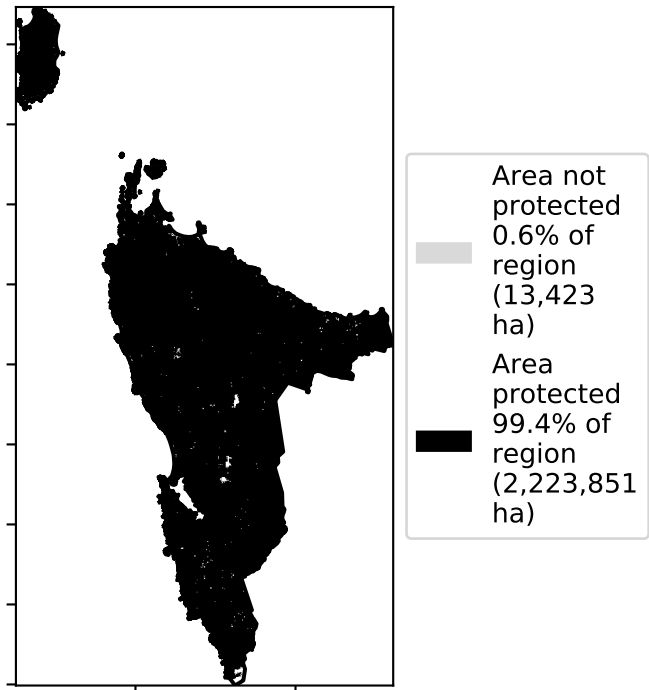 Area not
protected
0.6% of
region
(13,423
ha)
Area
protected
99.4% of
region
(2,223,851
ha)